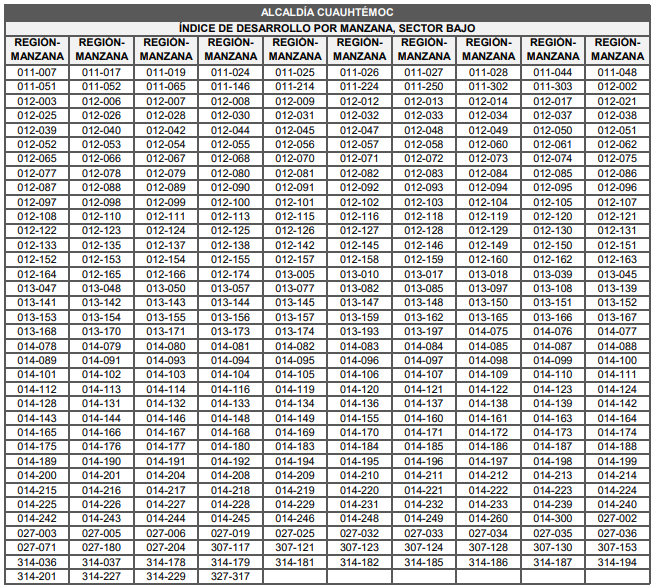 ALCALDÍA CUAUHTÉMOC
ÍNDICE DE DESARROLLO POR MANZANA, SECTOR BAJO
REGIÓN- REGIÓN- REGIÓN- REGIÓN- REGIÓN- REGIÓN- REGIÓN- REGIÓN- REGIÓN- REGIÓN-
MANZANA MANZANA MANZANA MANZANA MANZANA MANZANA MANZANA MANZANA MANZANA MANZANA
011-007 011-017 011-019 011-024 011-025 011-026 011-027 011-028 011-044 011-048
011-051 011-052 011-065 011-146 011-214 011-224 011-250 011-302 011-303 012-002
012-003 012-006 012-007 012-008 012-009 012-012 012-013 012-014 012-017 012-021
012-025 012-026 012-028 012-030 012-031 012-032 012-033 012-034 012-037 012-038
012-039 012-040 012-042 012-044 012-045 012-047 012-048 012-049 012-050 012-051
012-052 012-053 012-054 012-055 012-056 012-057 012-058 012-060 012-061 012-062
012-065 012-066 012-067 012-068 012-070 012-071 012-072 012-073 012-074 012-075
012-077 012-078 012-079 012-080 012-081 012-082 012-083 012-084 012-085 012-086
012-087 012-088 012-089 012-090 012-091 012-092 012-093 012-094 012-095 012-096
012-097 012-098 012-099 012-100 012-101 012-102 012-103 012-104 012-105 012-107
012-108 012-110 012-111 012-113 012-115 012-116 012-118 012-119 012-120 012-121
012-122 012-123 012-124 012-125 012-126 012-127 012-128 012-129 012-130 012-131
012-133 012-135 012-137 012-138 012-142 012-145 012-146 012-149 012-150 012-151
012-152 012-153 012-154 012-155 012-157 012-158 012-159 012-160 012-162 012-163
012-164 012-165 012-166 012-174 013-005 013-010 013-017 013-018 013-039 013-045
013-047 013-048 013-050 013-057 013-077 013-082 013-085 013-097 013-108 013-139
013-141 013-142 013-143 013-144 013-145 013-147 013-148 013-150 013-151 013-152
013-153 013-154 013-155 013-156 013-157 013-159 013-162 013-165 013-166 013-167
013-168 013-170 013-171 013-173 013-174 013-193 013-197 014-075 014-076 014-077
014-078 014-079 014-080 014-081 014-082 014-083 014-084 014-085 014-087 014-088
014-089 014-091 014-093 014-094 014-095 014-096 014-097 014-098 014-099 014-100
014-101 014-102 014-103 014-104 014-105 014-106 014-107 014-109 014-110 014-111
014-112 014-113 014-114 014-116 014-119 014-120 014-121 014-122 014-123 014-124
014-128 014-131 014-132 014-133 014-134 014-136 014-137 014-138 014-139 014-142
014-143 014-144 014-146 014-148 014-149 014-155 014-160 014-161 014-163 014-164
014-165 014-166 014-167 014-168 014-169 014-170 014-171 014-172 014-173 014-174
014-175 014-176 014-177 014-180 014-183 014-184 014-185 014-186 014-187 014-188
014-189 014-190 014-191 014-192 014-194 014-195 014-196 014-197 014-198 014-199
014-200 014-201 014-204 014-208 014-209 014-210 014-211 014-212 014-213 014-214
014-215 014-216 014-217 014-218 014-219 014-220 014-221 014-222 014-223 014-224
014-225 014-226 014-227 014-228 014-229 014-231 014-232 014-233 014-239 014-240
014-242 014-243 014-244 014-245 014-246 014-248 014-249 014-260 014-300 027-002
027-003 027-005 027-006 027-019 027-025 027-032 027-033 027-034 027-035 027-036
027-071 027-180 027-204 307-117 307-121 307-123 307-124 307-128 307-130 307-153
314-036 314-037 314-178 314-179 314-181 314-182 314-185 314-186 314-187 314-194
314-201 314-227 314-229 327-317